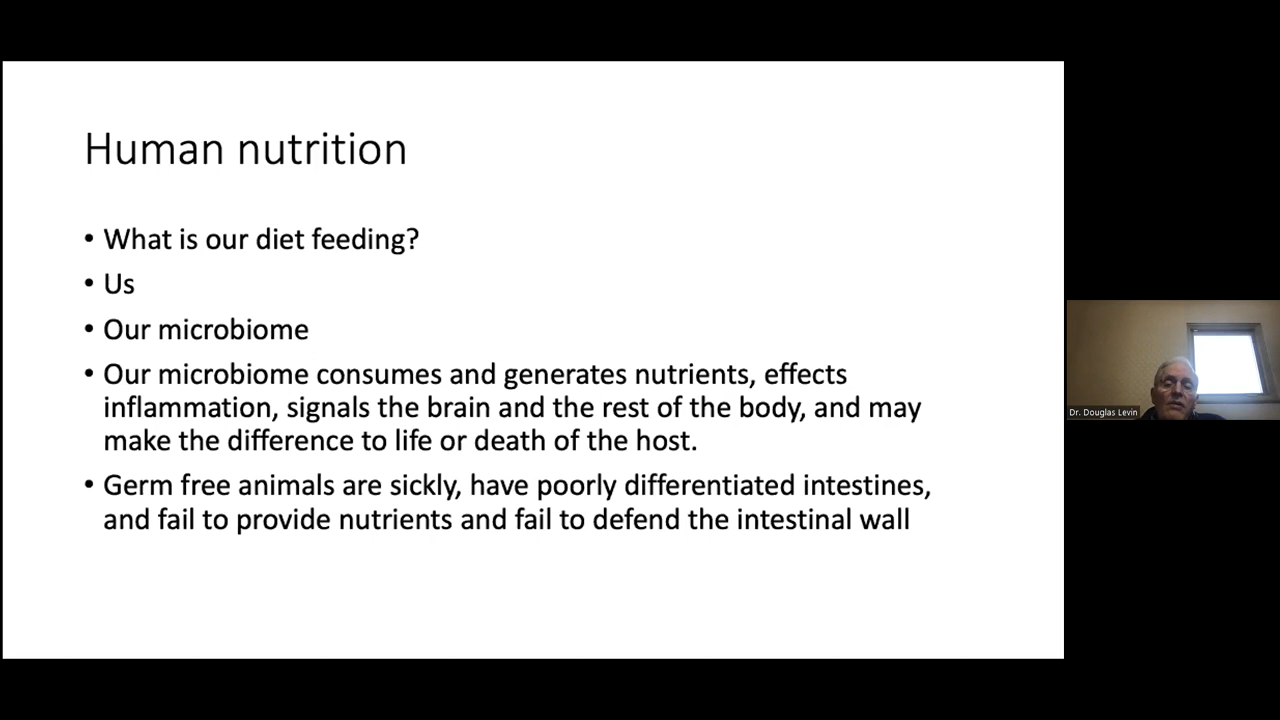 Human nutrition
• What is our diet feeding?
• Us
• Our microbiome
• Our microbiome consumes and generates nutrients, effects
inflammation, signals the brain and the rest of the body, and may
make the difference to life or death of the host.
• Germ free animals are sickly, have poorly differentiated intestines,
and fail to provide nutrients and fail to defend the intestinal wall
Dr. Douglas Levin